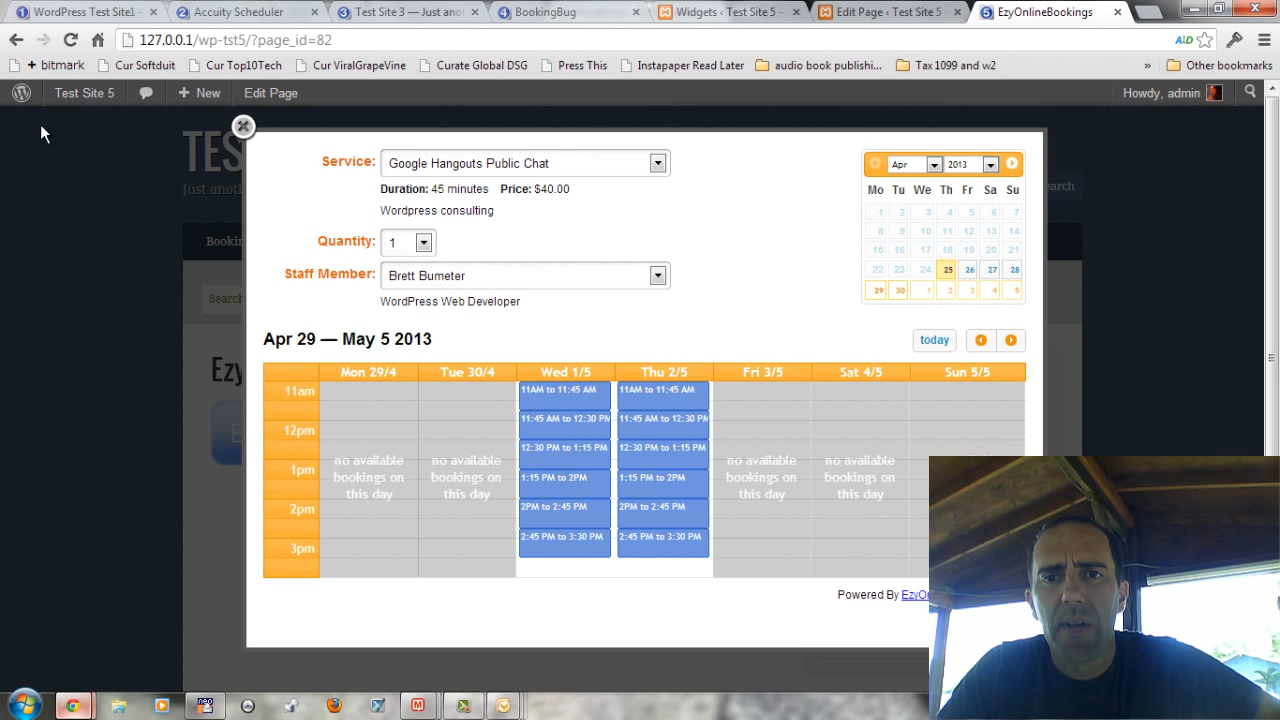 WordPress Test Site1 -
Accuity Scheduler
Test Site 3 — Just ano
BookingBug
Widgets ‹ Test Site 5 –
Edit Page ‹ Test Site 5
EzyOnlineBookings
127.0.0.1/wp-tst5/?page_id=82
+ bitmark
Cur Softduit
Cur Top10Tech
Cur ViralGrapeVine
Curate Global DSG
Press This
Instapaper Read Later
audio book publishi...
Tax 1099 and w2
»
Other bookmarks
Test Site 5
+ New
Edit Page
Howdy, admin
TES
Just anoth
Search
Bookin
Search
Ezy
E
Service:
Google Hangouts Public Chat
Duration: 45 minutes Price: $40.00
Wordpress consulting
Quantity:
1
Staff Member:
Brett Bumeter
WordPress Web Developer
Apr 2013
Mo Tu We Th Fr Sa Su
1 2 3 4 5 6 7
8 9 10 11 12 13 14
15 16 17 18 19 20 21
22 23 24 25 26 27 28
29 30 1 2 3 4 5
Apr 29 — May 5 2013
today
Mon 29/4 Tue 30/4 Wed 1/5 Thu 2/5 Fri 3/5 Sat 4/5 Sun 5/5
11am
12pm
1pm
2pm
3pm
no available
bookings on
this day
no available
bookings on
this day
11AM to 11:45 AM
11:45 AM to 12:30 PM
12:30 PM to 1:15 PM
1:15 PM to 2PM
2PM to 2:45 PM
2:45 PM to 3:30 PM
11AM to 11:45 AM
11:45 AM to 12:30 PM
12:30 PM to 1:15 PM
1:15 PM to 2PM
2PM to 2:45 PM
2:45 PM to 3:30 PM
no available
bookings on
this day
no available
bookings on
this day
Powered By EzyOn